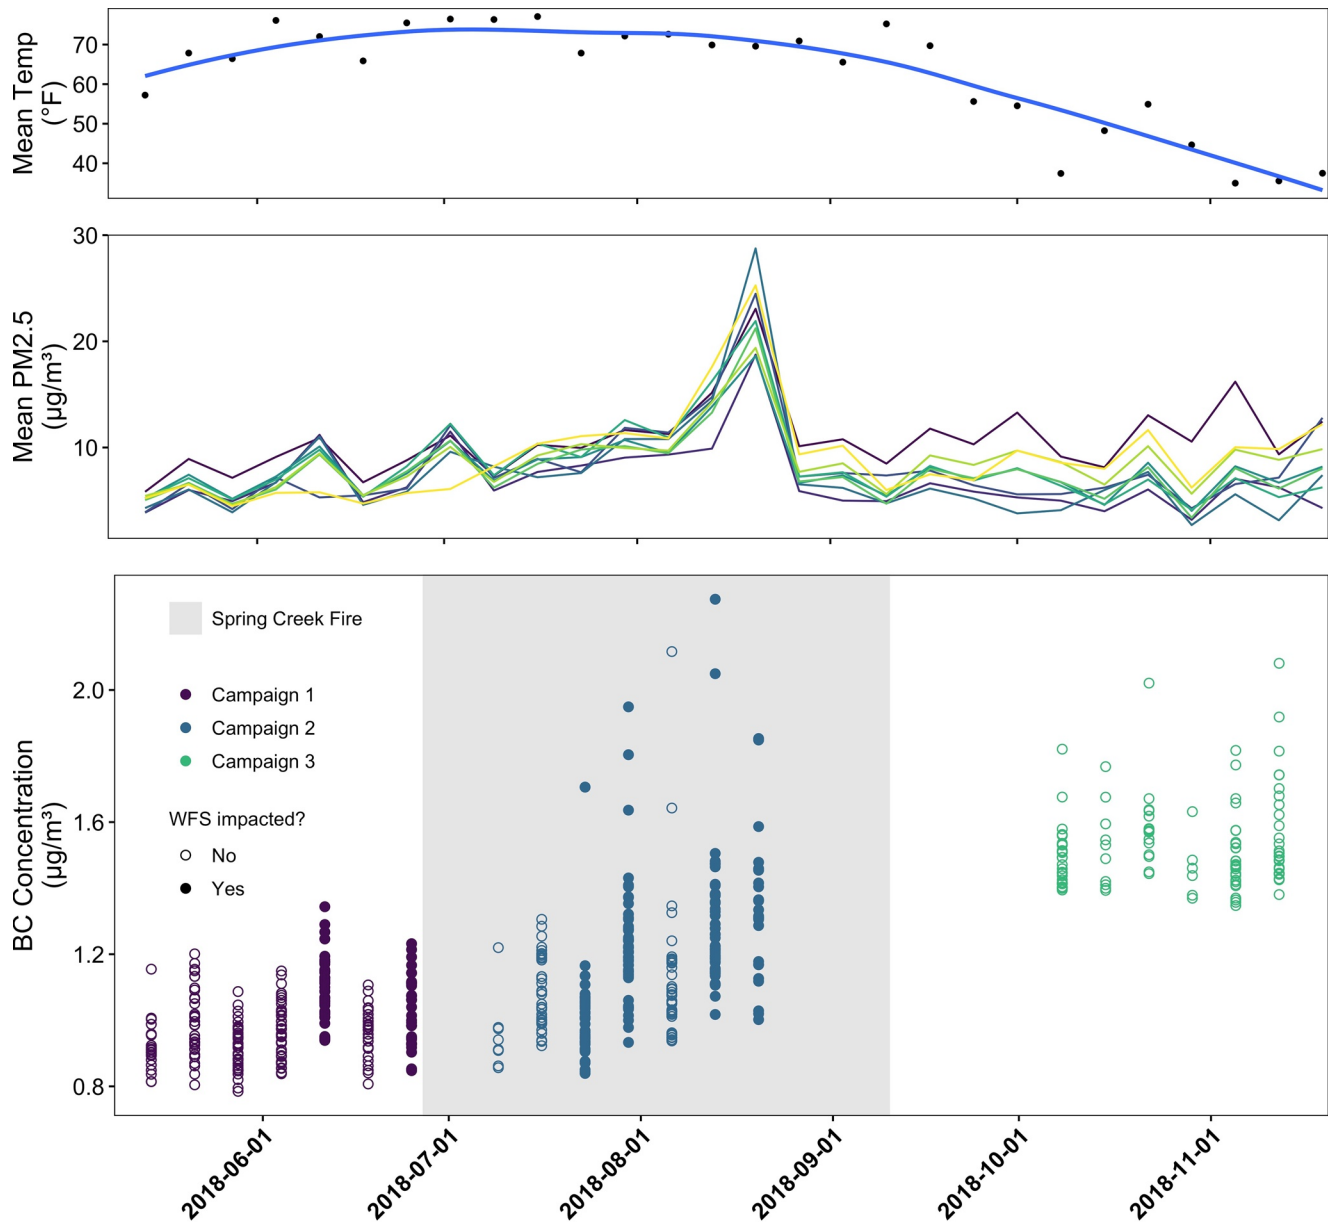 Mean Temp
(°F)
70
60
50
40
Mean PM2.5
(µg/m³)
30
20
10
BC Concentration
(µg/m³)
2.0
1.6
1.2
0.8
Spring Creek Fire
Campaign 1
Campaign 2
Campaign 3
WFS impacted?
No
Yes
2018-06-01
2018-07-01
2018-08-01
2018-09-01
2018-10-01
2018-11-01